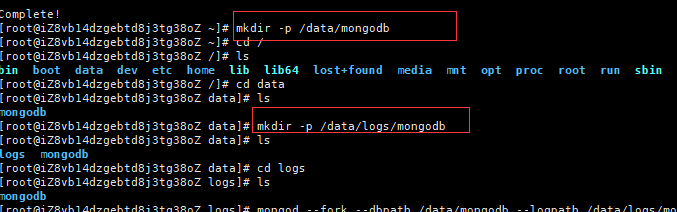 Complete!
[root@iZ8vb14dzgebtd8j3tg38oZ ~]# mkdir -p /data/mongodb
[root@iZ8vb14dzgebtd8j3tg38oZ ~]# cd /
[root@iZ8vb14dzgebtd8j3tg38oZ /]# ls
bin boot data dev etc home lib lib64 lost+found media mnt opt proc root run sbin
[root@iZ8vb14dzgebtd8j3tg38oZ /]# cd data
[root@iZ8vb14dzgebtd8j3tg38oZ data]# ls
mongodb
[root@iZ8vb14dzgebtd8j3tg38oZ data]# mkdir -p /data/logs/mongodb
[root@iZ8vb14dzgebtd8j3tg38oZ data]# ls
logs mongodb
[root@iZ8vb14dzgebtd8j3tg38oZ data]# cd logs
[root@iZ8vb14dzgebtd8j3tg38oZ logs]# ls
mongodb
[root@iZ8vb14dzgebtd8j3tg38oZ logs]# mongod --fork --dbpath /data/mongodb --logpath /data/logs/mo